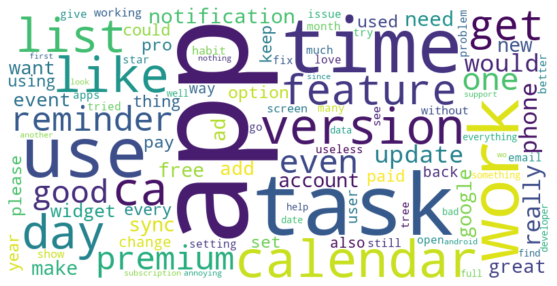 give working
notification
issue
month
try
problem
used need
get
list
could
pro
habit
nothing
keep
fix
much
love
time
first
want
using
like
star
look
apps
tried
way
thing
well
option
feature
since
would
new
better
event
reminder
pay
ad
app
screen many
go
data
see
without
one
phone
support
everything
another
use
ca
version
useless
wo
email
something
work
please
good
free
add
even
update
account paid back
google
really
developer
day
widget every
sync
change
setting
task
user
tree
help
date
bad
open android
find
year
make
show
premium
set
also still
calendar
great
subscription annoying
full